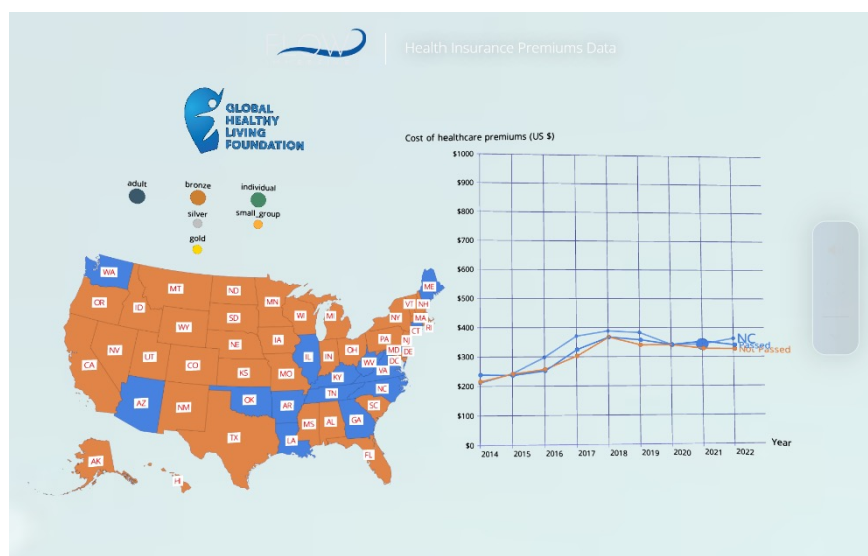 Health Insurance Premiums Data
GLOBAL
HEALTHY
LIVING
FOUNDATION
Cost of healthcare premiums (US $)
adult
bronze
individual
silver
small_group
gold
$1000
$900
$800
$700
$600
$500
$400
$300
$200
$100
$0
2014 2015 2016 2017 2018 2019 2020 2021 2022
Year
NC
Passed
Not Passed
WA
MT
ND
MN
ME
OR
ID
WY
SD
WI
MI
NY
VT
NH
MA
CT
RI
NV
UT
CO
NE
IA
IL
IN
OH
PA
NJ
MD
DE
DC
CA
AZ
NM
KS
MO
KY
WV
VA
OK
AR
TN
NC
SC
TX
LA
MS
AL
GA
FL
AK
HI